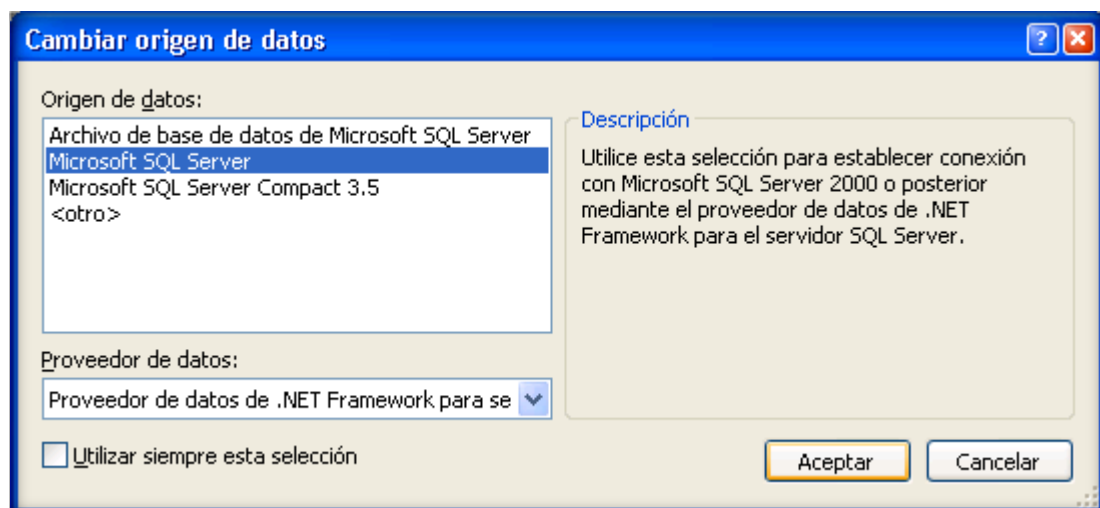 Cambiar origen de datos
Origen de datos:
Archivo de base de datos de Microsoft SQL Server
Microsoft SQL Server
Microsoft SQL Server Compact 3.5
<otro>
Descripción
Utilice esta selección para establecer conexión
con Microsoft SQL Server 2000 o posterior
mediante el proveedor de datos de .NET
Framework para el servidor SQL Server.
Proveedor de datos:
Proveedor de datos de .NET Framework para se
Utilizar siempre esta selección
Aceptar
Cancelar